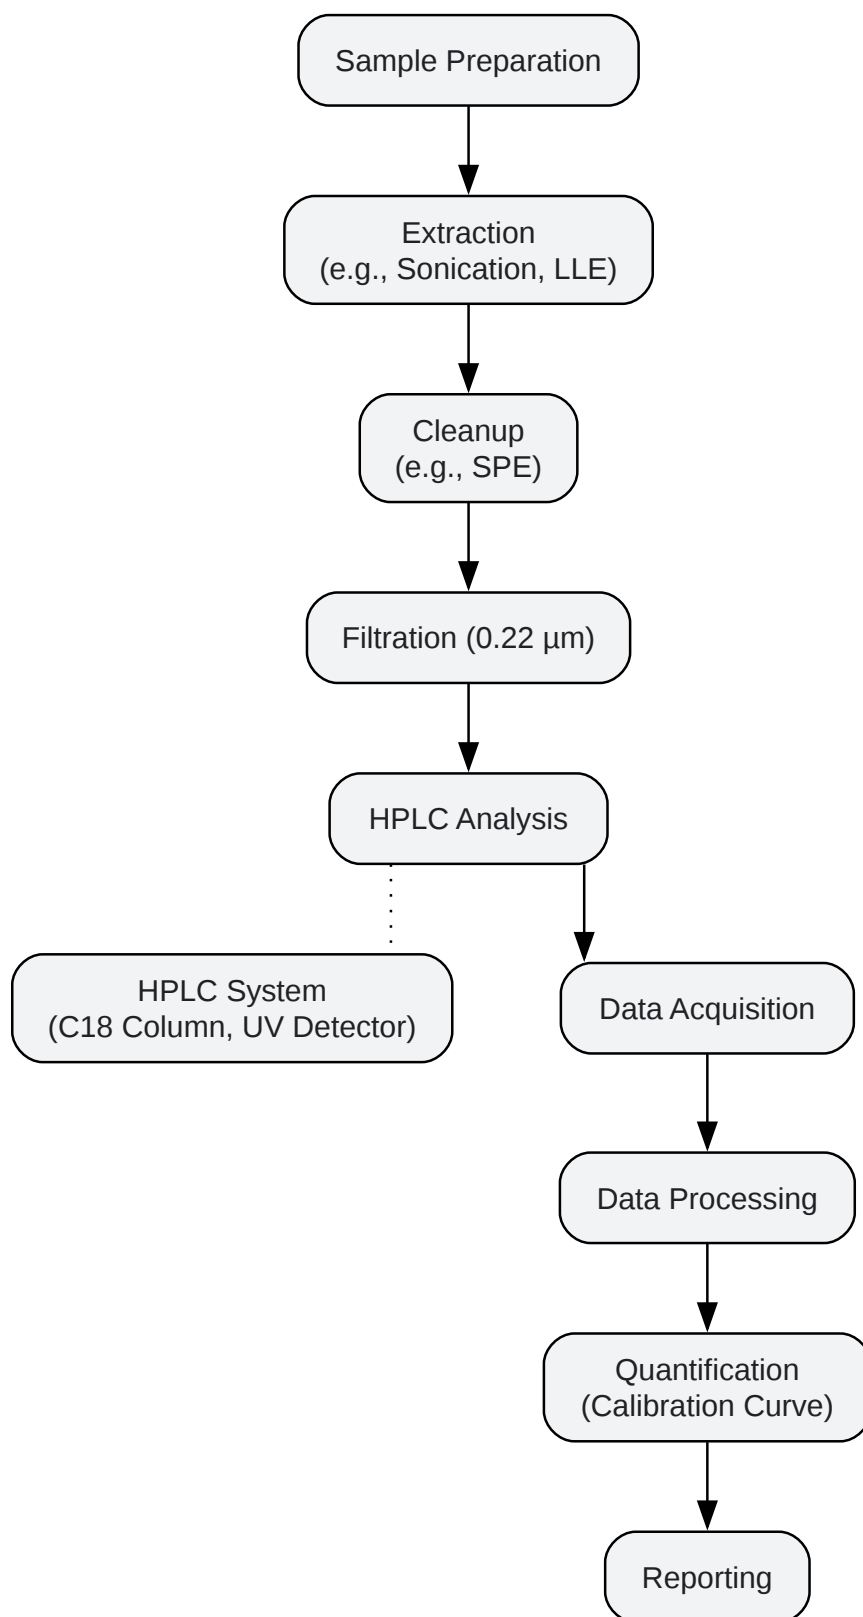 Sample Preparation
Extraction
(e.g., Sonication, LLE)
Cleanup
(e.g., SPE)
Filtration (0.22 µm)
HPLC Analysis
HPLC System
(C18 Column, UV Detector)
Data Acquisition
Data Processing
Quantification
(Calibration Curve)
Reporting